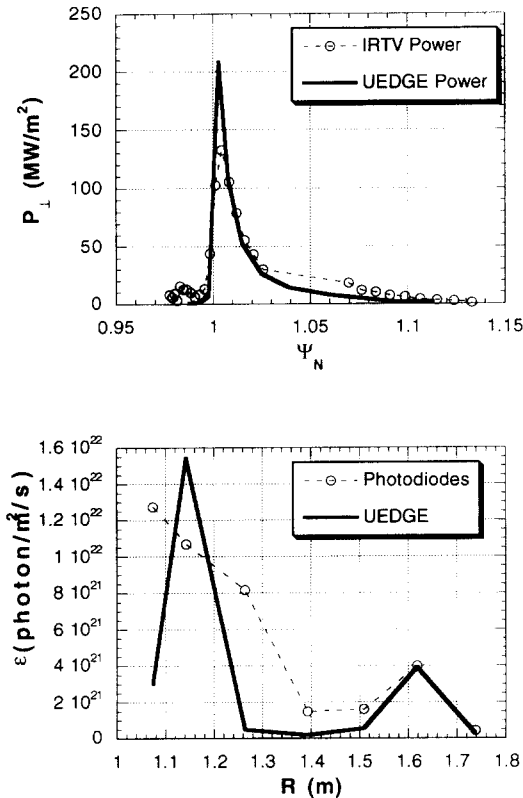 250
200
150
100
50
0
P⊥ (MW/m²)
IRTV Power
UEDGE Power
0.95 1 1.05 1.1 1.15
Ψ_N
1.6 10²²
1.4 10²²
1.2 10²²
1 10²²
8 10²¹
6 10²¹
4 10²¹
2 10²¹
0
ε(photon/m²/s)
Photodiodes
UEDGE
1 1.1 1.2 1.3 1.4 1.5 1.6 1.7 1.8
R (m)